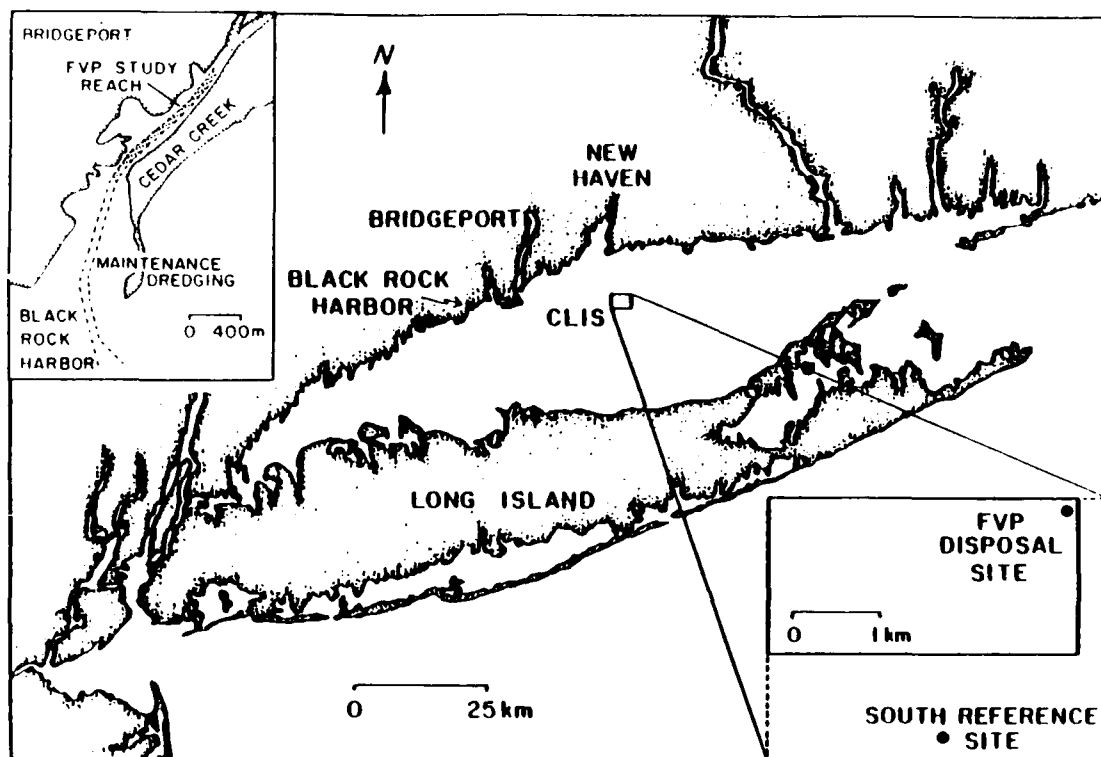 BRIDGEPORT
FVP STUDY
REACH
CEDAR CREEK
MAINTENANCE
DREDGING
BLACK
ROCK
HARBOR
0 400m
N
NEW
HAVEN
BRIDGEPORT
BLACK ROCK
HARBOR
CLIS
LONG ISLAND
0 25km
FVP
DISPOSAL
SITE
0 1km
SOUTH REFERENCE
SITE